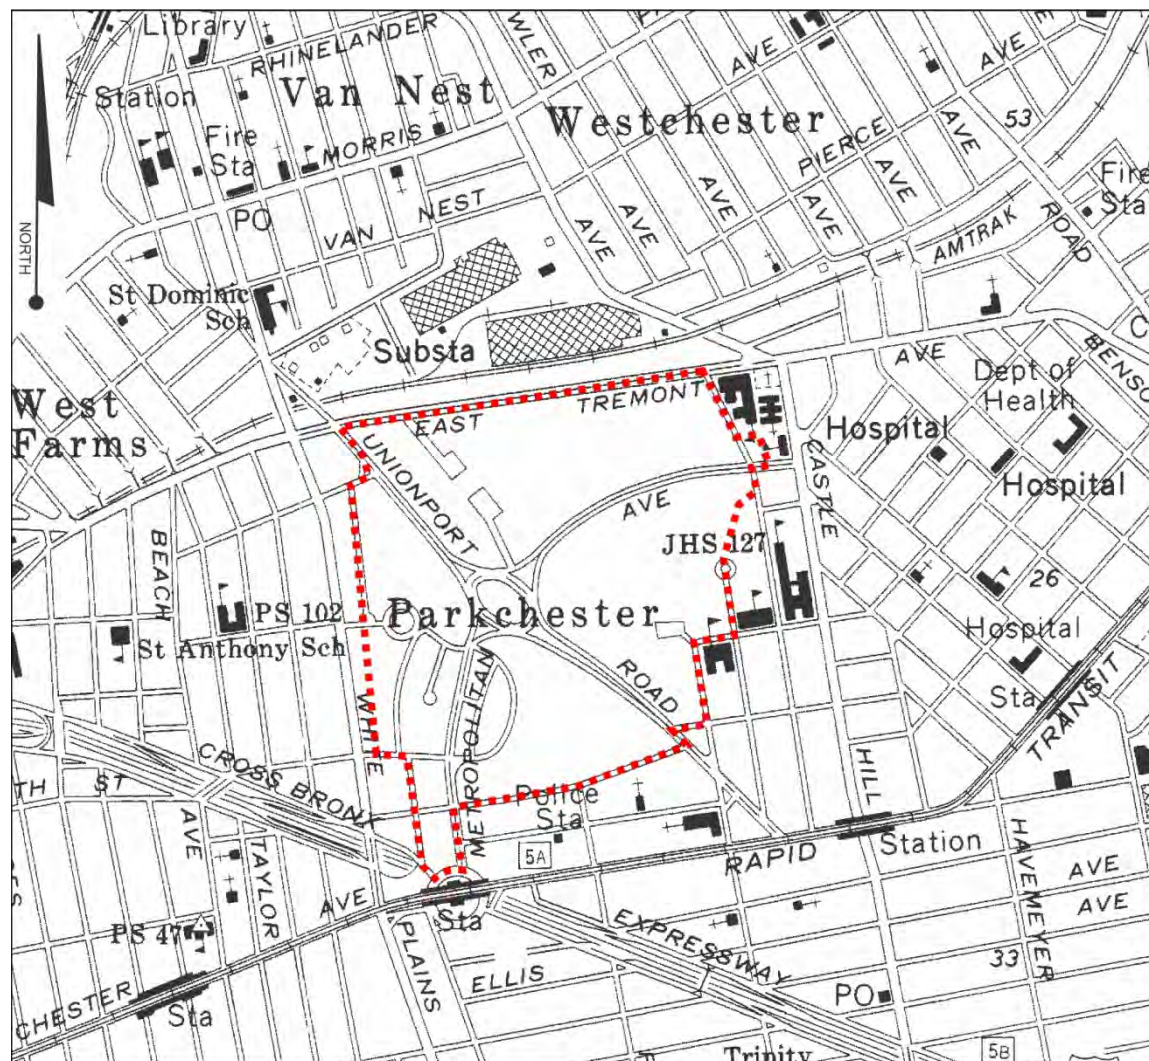 Library
RHINELANDER
WLER
AVE
AVE
Station
Van Nest
Westchester
53
Fire
Sta
MORRIS
PIERCE
AVE
AVE
Fire
Sta
NORTH
PO
VAN
NEST
AVE
AVE
AVE
AVE
AMTRAK
ROAD
St Dominic
Sch
Substa
AVE
BENSO
C
West
Farms
EAST
TREMONT
Dept of
Health
UNIONPORT
Hospital
CASTLE
Hospital
AVE
BEACH
JHS 127
26
PS 102
Parkchester
Hospital
St Anthony Sch
Sta
WHITE
METROPOLITAN
ROAD
TRANSIT
CROSS BRONX
TH
ST
Police
Sta
HILL
AVE
TAYLOR
5A
RAPID
Station
HAVEMEYER
AVE
AVE
AVE
PS 47
PLAINS
Sta
EXPRESSWAY
ELLIS
33
CHESTER
Sta
PO
5B
Trinity